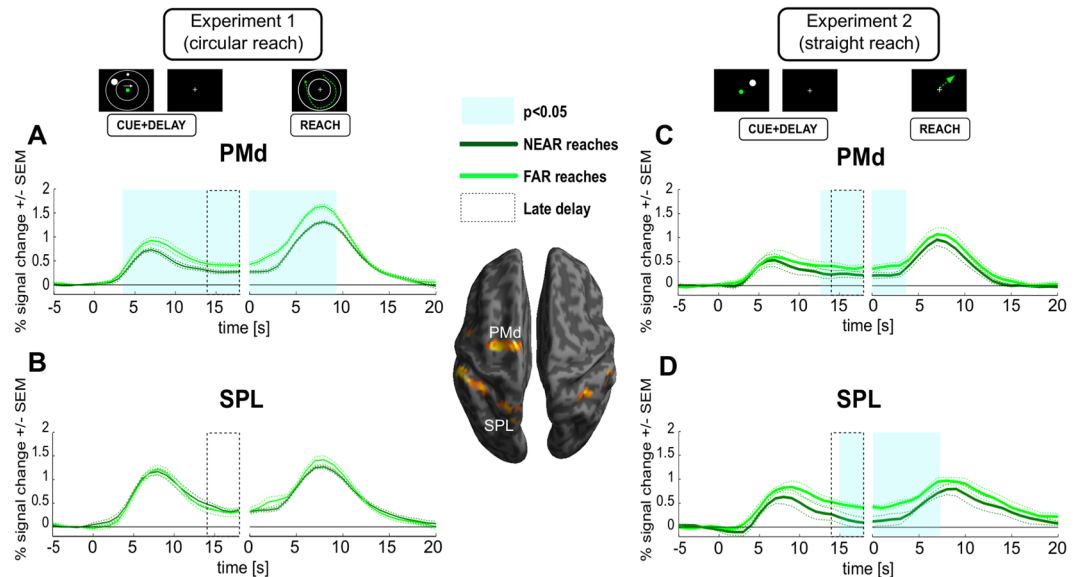 Experiment 1
(circular reach)
Experiment 2
(straight reach)
CUE+DELAY
REACH
p<0.05
NEAR reaches
FAR reaches
Late delay
CUE+DELAY
REACH
A
PMd
% signal change +/- SEM
2
1.5
1
0.5
0
-5 0 5 10 15 0 5 10 15 20
time [s]
B
SPL
% signal change +/- SEM
2
1.5
1
0.5
0
-5 0 5 10 15 0 5 10 15 20
time [s]
PMd
SPL
C
PMd
% signal change +/- SEM
2
1.5
1
0.5
0
-5 0 5 10 15 0 5 10 15 20
time [s]
D
SPL
% signal change +/- SEM
2
1.5
1
0.5
0
-5 0 5 10 15 0 5 10 15 20
time [s]